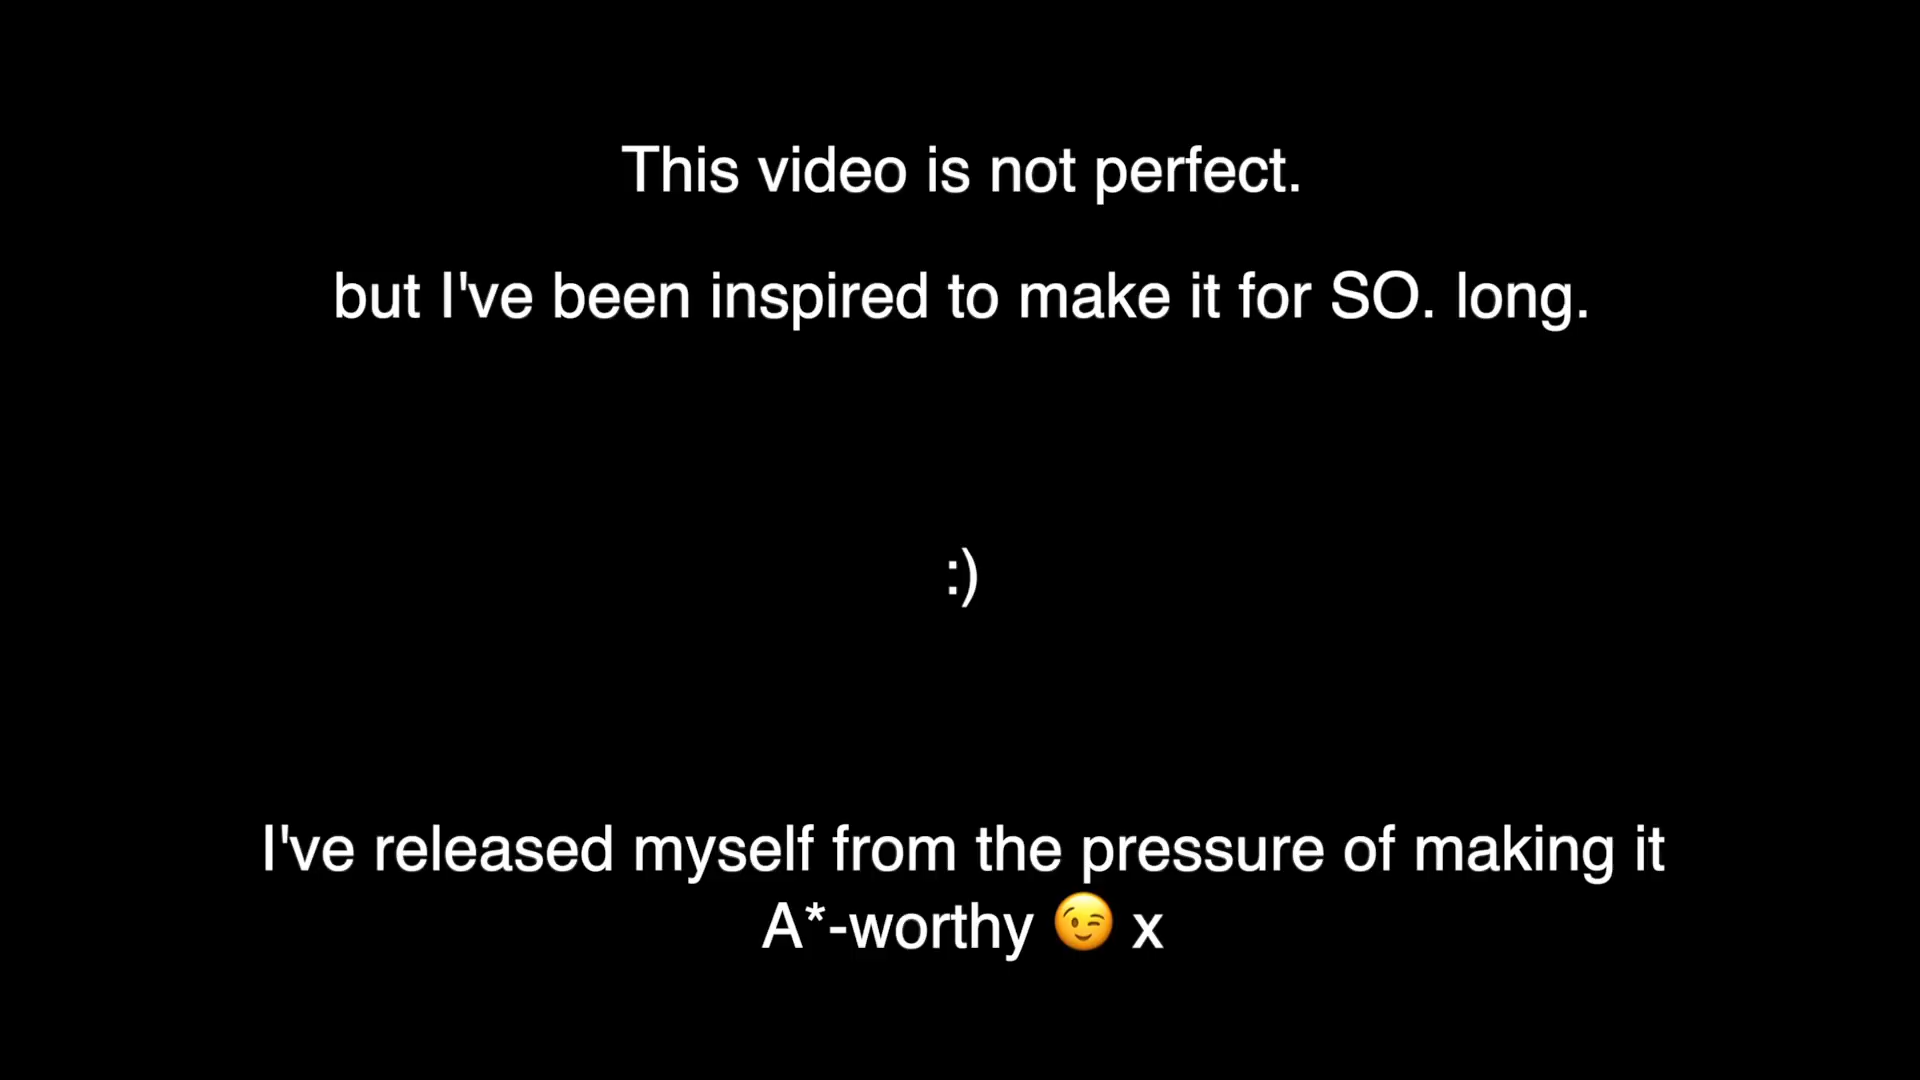 This video is not perfect.
but I've been inspired to make it for SO. long.
:)
I've released myself from the pressure of making it
A*-worthy 😉 x